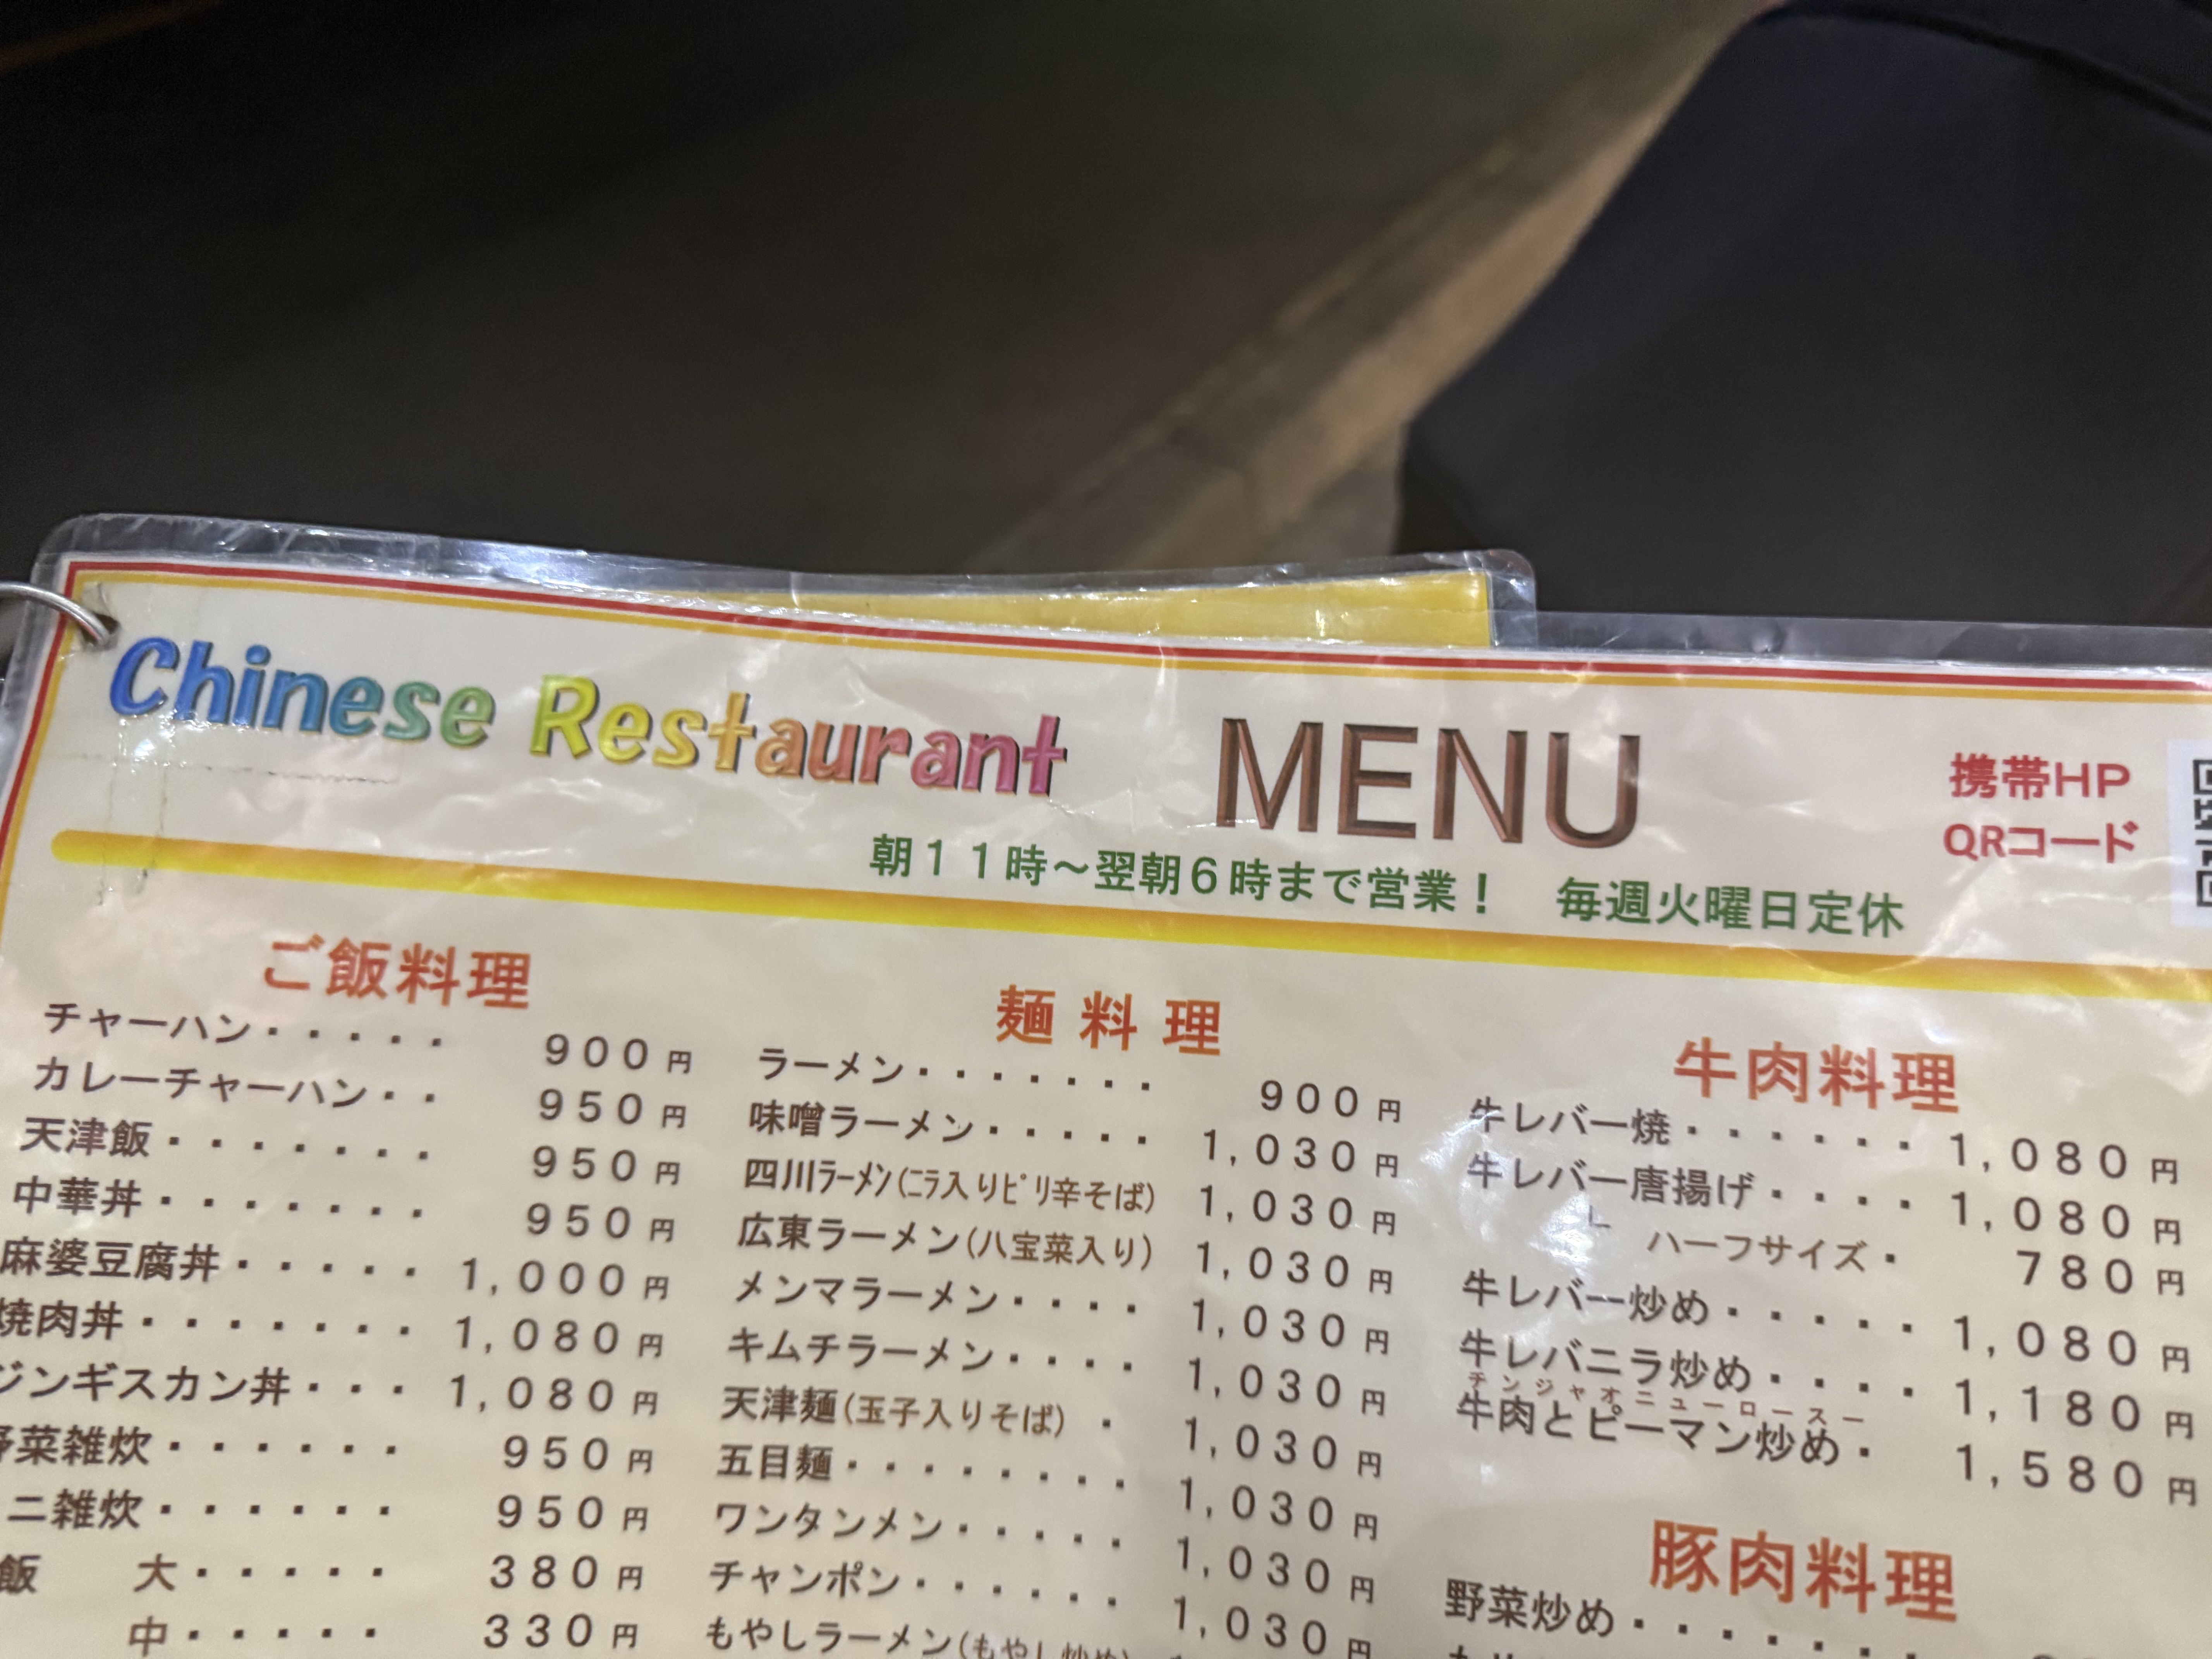 Chinese Restaurant MENU
携帯HP
QRコード
朝11時～翌朝6時まで営業！ 毎週火曜日定休
ご飯料理
チャーハン・・・・・ 900円
カレーチャーハン・・ 950円
天津飯・・・・・・・ 950円
中華丼・・・・・・・ 950円
麻婆豆腐丼・・・・・ 1,000円
焼肉丼・・・・・・・ 1,080円
ジンギスカン丼・・・ 1,080円
野菜雑炊・・・・・・ 950円
ニ雑炊・・・・・・ 950円
飯 大・・・・・ 380円
中・・・・・ 330円
麺料理
ラーメン・・・・・・・ 900円
味噌ラーメン・・・・・ 1,030円
四川ラーメン(ニラ入りピリ辛そば) 1,030円
広東ラーメン(八宝菜入り) 1,030円
メンマラーメン・・・・ 1,030円
キムチラーメン・・・・ 1,030円
天津麺(玉子入りそば)・ 1,030円
五目麺・・・・・・・・ 1,030円
ワンタンメン・・・・・ 1,030円
チャンポン・・・・・・ 1,030円
もやしラーメン(もやし炒め)
牛肉料理
牛レバー焼・・・・・・ 1,080円
牛レバー唐揚げ・・・・ 1,080円
└ ハーフサイズ・ 780円
牛レバー炒め・・・・・ 1,080円
牛レバニラ炒め・・・・ 1,180円
チンジャオニューロースー
牛肉とピーマン炒め・ 1,580円
豚肉料理
野菜炒め・・・・・・・